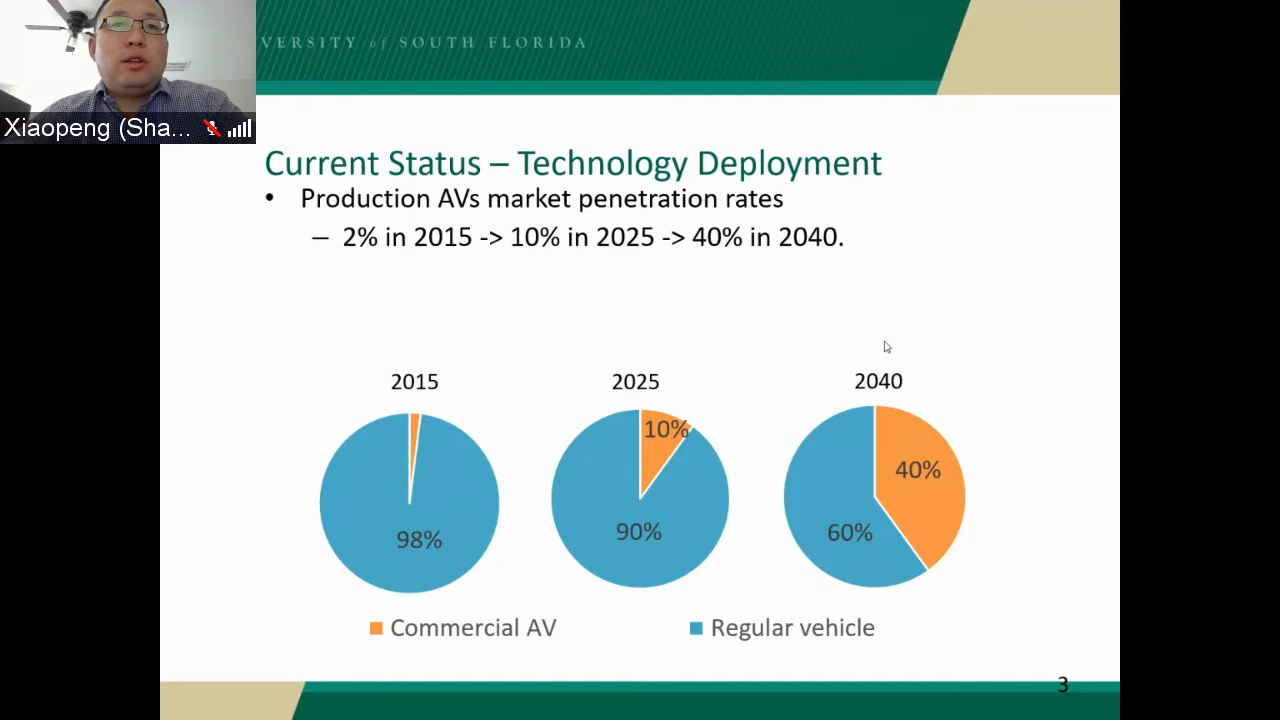 VERSITY of SOUTH FLORIDA
Xiaopeng (Sha...
Current Status – Technology Deployment
• Production AVs market penetration rates
– 2% in 2015 -> 10% in 2025 -> 40% in 2040.
2015
2025
2040
98%
10%
90%
40%
60%
Commercial AV
Regular vehicle
3